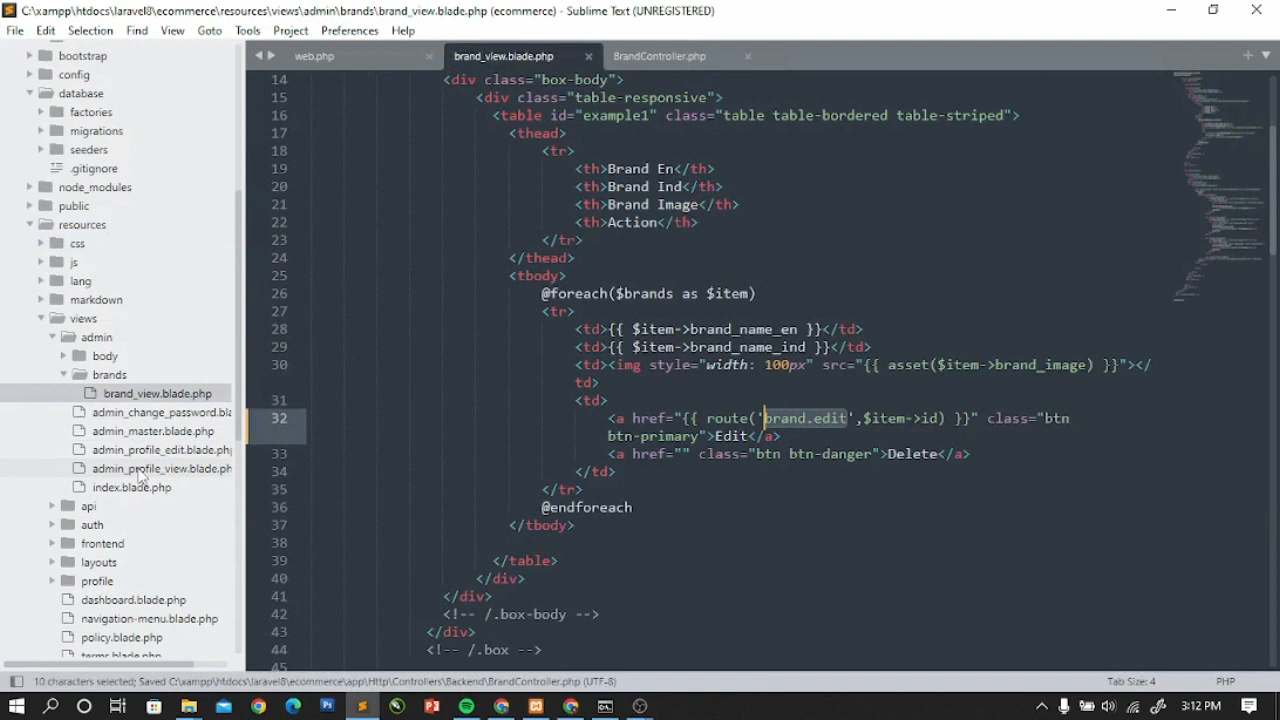 C:\xampp\htdocs\laravel8\ecommerce\resources\views\admin\brands\brand_view.blade.php (ecommerce) - Sublime Text (UNREGISTERED)
File Edit Selection Find View Goto Tools Project Preferences Help
bootstrap
config
database
factories
migrations
seeders
.gitignore
node_modules
public
resources
css
js
lang
markdown
views
admin
body
brands
brand_view.blade.php
admin_change_password.bla
admin_master.blade.php
admin_profile_edit.blade.php
admin_profile_view.blade.ph
index.blade.php
api
auth
frontend
layouts
profile
dashboard.blade.php
navigation-menu.blade.php
policy.blade.php
terms.blade.php
web.php brand_view.blade.php BrandController.php
14 <div class="box-body">
15 <div class="table-responsive">
16 <table id="example1" class="table table-bordered table-striped">
17 <thead>
18 <tr>
19 <th>Brand En</th>
20 <th>Brand Ind</th>
21 <th>Brand Image</th>
22 <th>Action</th>
23 </tr>
24 </thead>
25 <tbody>
26 @foreach($brands as $item)
27 <tr>
28 <td>{{ $item->brand_name_en }}</td>
29 <td>{{ $item->brand_name_ind }}</td>
30 <td><img style="width: 100px" src="{{ asset($item->brand_image) }}"></
td>
31 <td>
32 <a href="{{ route('brand.edit',$item->id) }}" class="btn
btn-primary">Edit</a>
33 <a href="" class="btn btn-danger">Delete</a>
34 </td>
35 </tr>
36 @endforeach
37 </tbody>
38
39 </table>
40 </div>
41 </div>
42 <!-- /.box-body -->
43 </div>
44 <!-- /.box -->
45
10 characters selected; Saved C:\xampp\htdocs\laravel8\ecommerce\app\Http\Controllers\Backend\BrandController.php (UTF-8) Tab Size: 4 PHP
3:12 PM